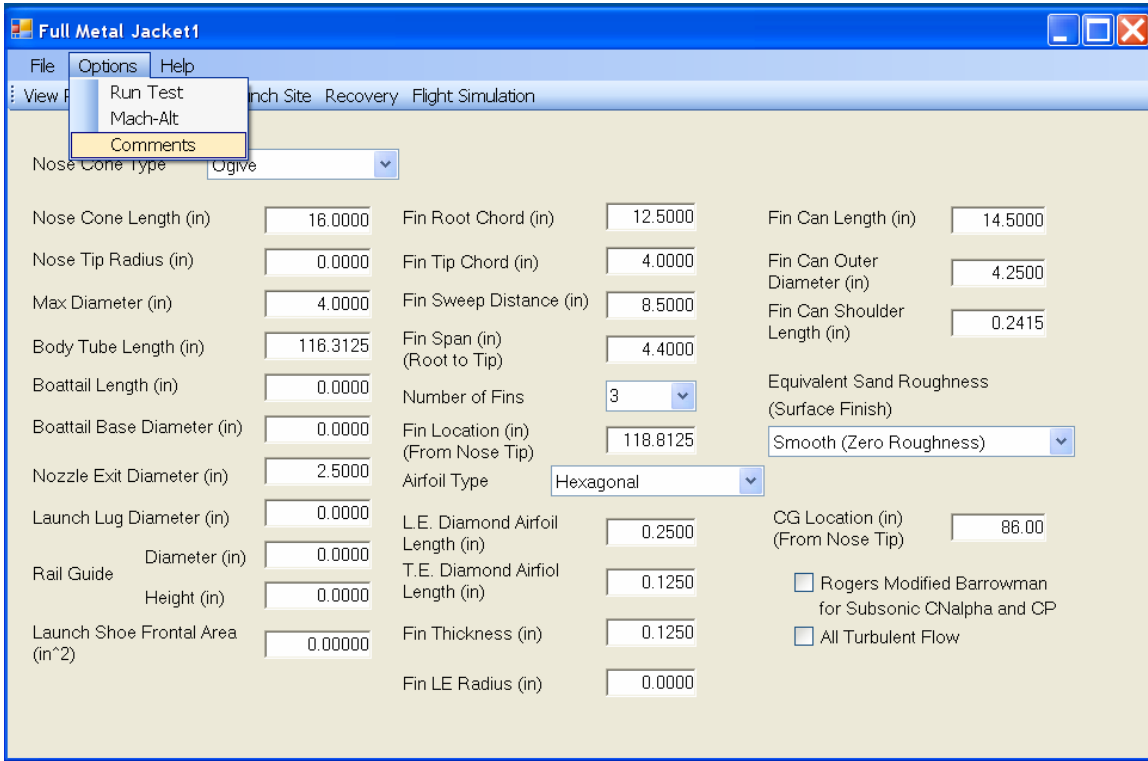 Full Metal Jacket1
File Options Help
Run Test
Mach-Alt
Comments
View
Site Recovery Flight Simulation
Nose Cone Type Ogive
Nose Cone Length (in) 16.0000
Nose Tip Radius (in) 0.0000
Max Diameter (in) 4.0000
Body Tube Length (in) 116.3125
Boattail Length (in) 0.0000
Boattail Base Diameter (in) 0.0000
Nozzle Exit Diameter (in) 2.5000
Launch Lug Diameter (in) 0.0000
Rail Guide
Diameter (in) 0.0000
Height (in) 0.0000
Launch Shoe Frontal Area
(in^2) 0.00000
Fin Root Chord (in) 12.5000
Fin Tip Chord (in) 4.0000
Fin Sweep Distance (in) 8.5000
Fin Span (in)
(Root to Tip) 4.4000
Number of Fins 3
Fin Location (in)
(From Nose Tip) 118.8125
Airfoil Type Hexagonal
L.E. Diamond Airfoil
Length (in) 0.2500
T.E. Diamond Airfiol
Length (in) 0.1250
Fin Thickness (in) 0.1250
Fin LE Radius (in) 0.0000
Fin Can Length (in) 14.5000
Fin Can Outer
Diameter (in) 4.2500
Fin Can Shoulder
Length (in) 0.2415
Equivalent Sand Roughness
(Surface Finish)
Smooth (Zero Roughness)
CG Location (in)
(From Nose Tip) 86.00
Rogers Modified Barrowman
for Subsonic CNalpha and CP
All Turbulent Flow